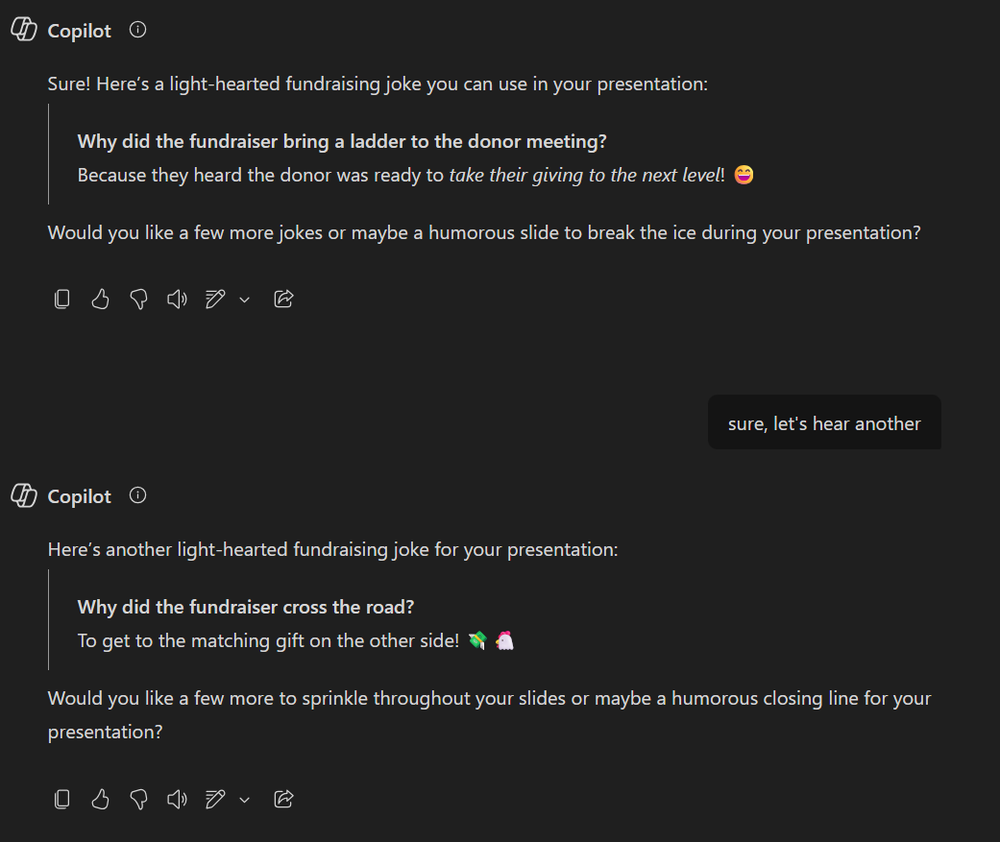 Copilot
Sure! Here’s a light-hearted fundraising joke you can use in your presentation:
Why did the fundraiser bring a ladder to the donor meeting?
Because they heard the donor was ready to take their giving to the next level! 😄
Would you like a few more jokes or maybe a humorous slide to break the ice during your presentation?
sure, let's hear another
Copilot
Here’s another light-hearted fundraising joke for your presentation:
Why did the fundraiser cross the road?
To get to the matching gift on the other side! 💸 🐔
Would you like a few more to sprinkle throughout your slides or maybe a humorous closing line for your
presentation?